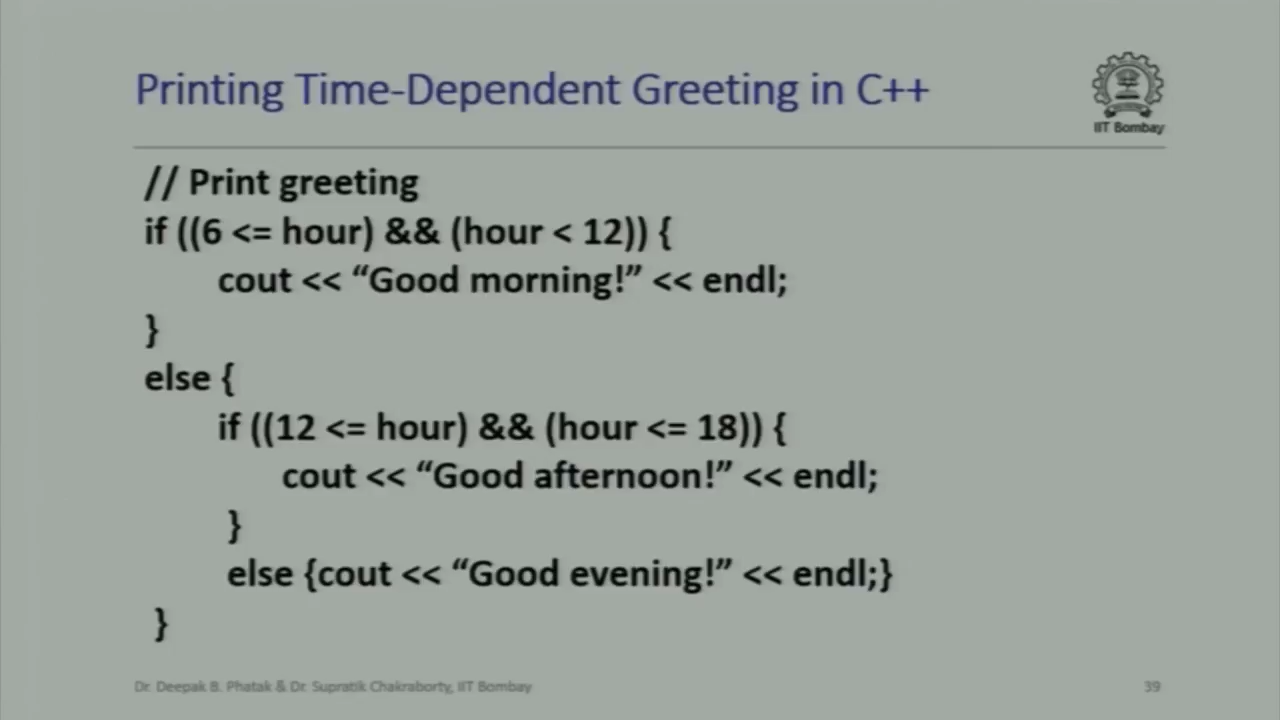 Printing Time-Dependent Greeting in C++
IIT Bombay
// Print greeting
if ((6 <= hour) && (hour < 12)) {
cout << “Good morning!” << endl;
}
else {
if ((12 <= hour) && (hour <= 18)) {
cout << “Good afternoon!” << endl;
}
else {cout << “Good evening!” << endl;}
}
Dr. Deepak B. Phatak & Dr. Supratik Chakraborty, IIT Bombay
39